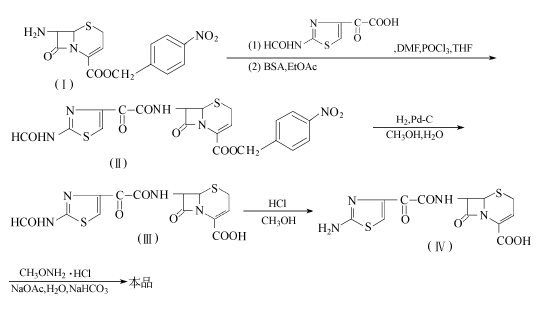 N COOH
H2N S C
O
(1) HCOHN S
O N NO2 ,DMF,POCl3,THF
(2) BSA,EtOAc
COOCH2
(Ⅰ)
N C—CONH S
O NO2
HCOHN S O N H2,Pd-C
COOCH2 CH3OH,H2O
(Ⅱ)
N C—CONH S
O HCl N C—CONH S
HCOHN S O N CH3OH O
COOH H2N S O N
(Ⅲ) (Ⅳ) COOH
CH3ONH2·HCl
NaOAc,H2O,NaHCO3 本品